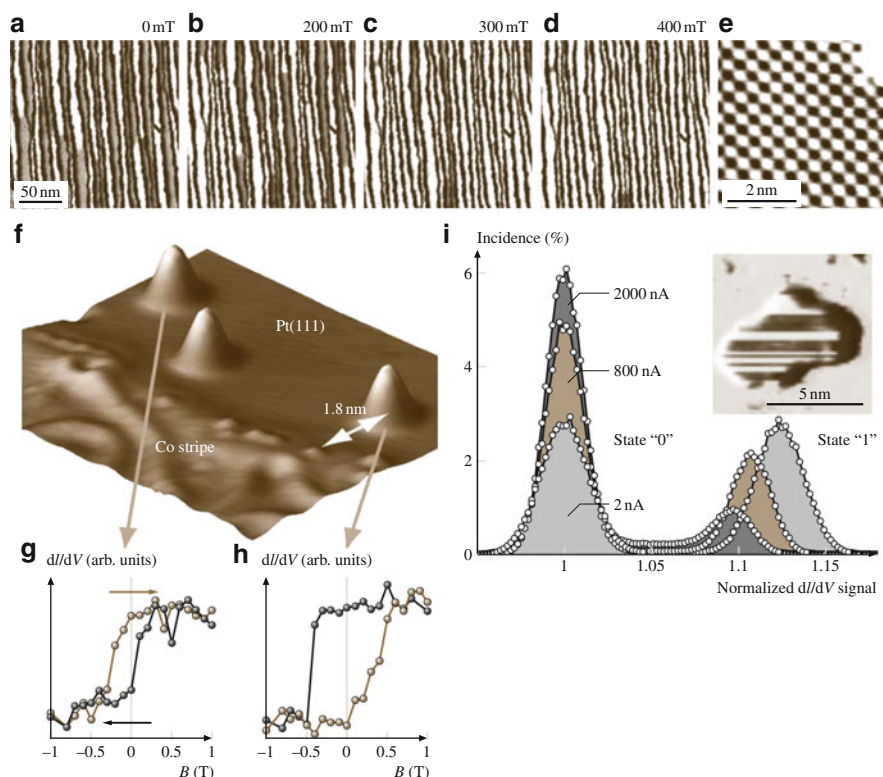 a 0 mT b 200 mT c 300 mT d 400 mT e
50 nm 2 nm
f
Pt(111)
1.8 nm
Co stripe
g dI/dV (arb. units)
–1 –0.5 0 0.5 1
B (T)
h dI/dV (arb. units)
–1 –0.5 0 0.5 1
B (T)
i Incidence (%)
6
4
2
0
2000 nA
800 nA
5 nm
State "0" State "1"
2 nA
1 1.05 1.1 1.15
Normalized dI/dV signal